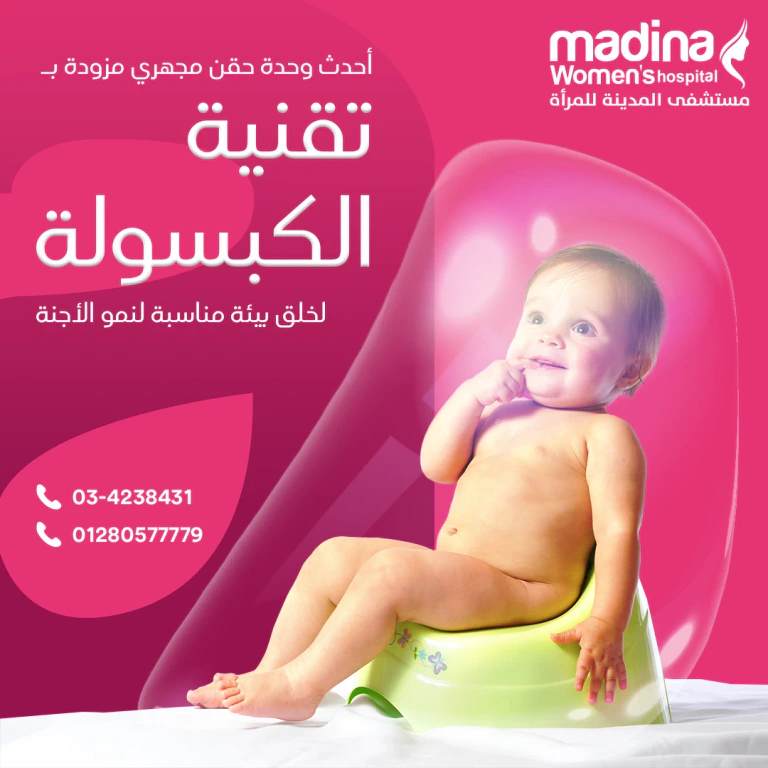 madina
Women's hospital
مستشفى المدينة للمرأة
أحدث وحدة حقن مجهري مزودة بـ
تقنية
الكبسولة
لخلق بيئة مناسبة لنمو الأجنة
03-4238431
01280577779